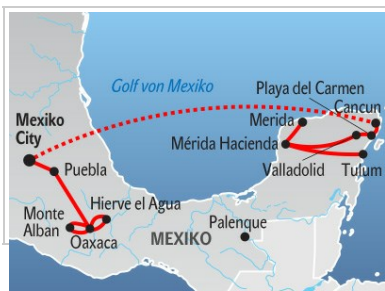 Golf von Mexiko
Playa del Carmen
Cancun
Merida
Mexiko
City
Mérida Hacienda
Puebla
Valladolid
Tulum
Hierve el Agua
Monte
Alban
Oaxaca
MEXIKO
Palenque